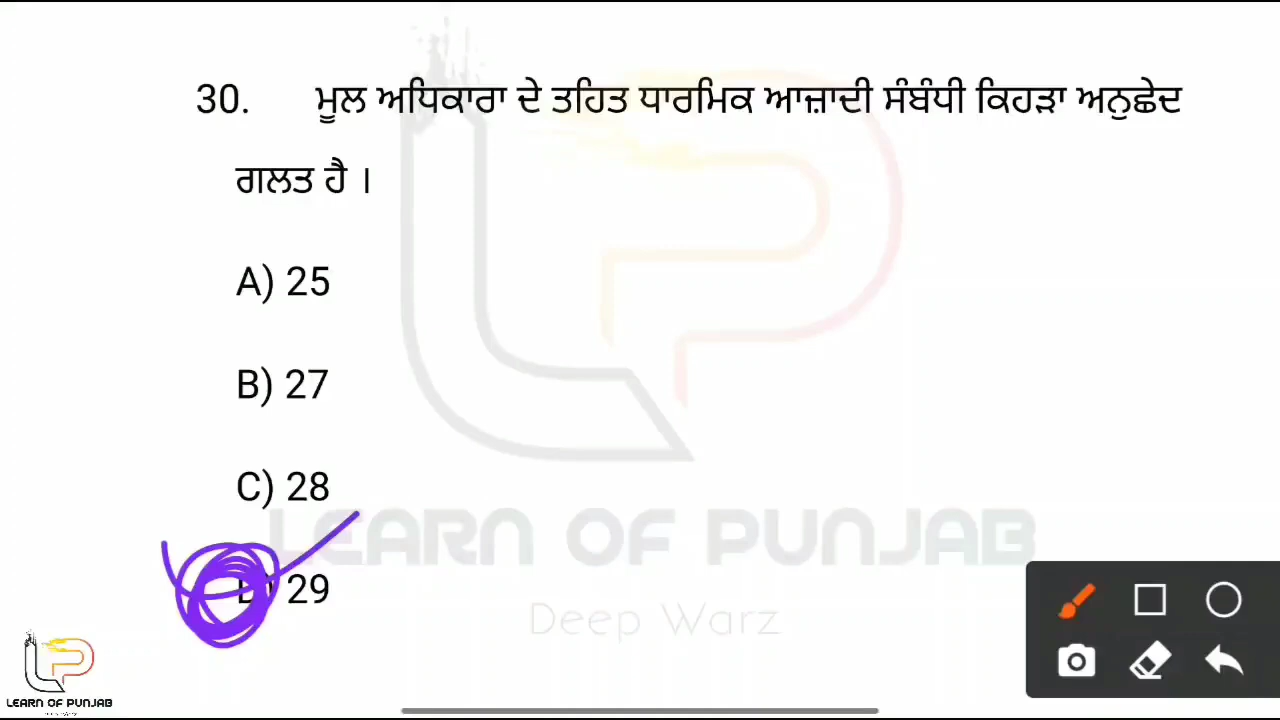 30. ਮੂਲ ਅਧਿਕਾਰਾ ਦੇ ਤਹਿਤ ਧਾਰਮਿਕ ਆਜ਼ਾਦੀ ਸੰਬੰਧੀ ਕਿਹੜਾ ਅਨੁਛੇਦ
ਗਲਤ ਹੈ ।
A) 25
B) 27
C) 28
LEARN OF PUNJAB
29
Deep Warz
LEARN OF PUNJAB